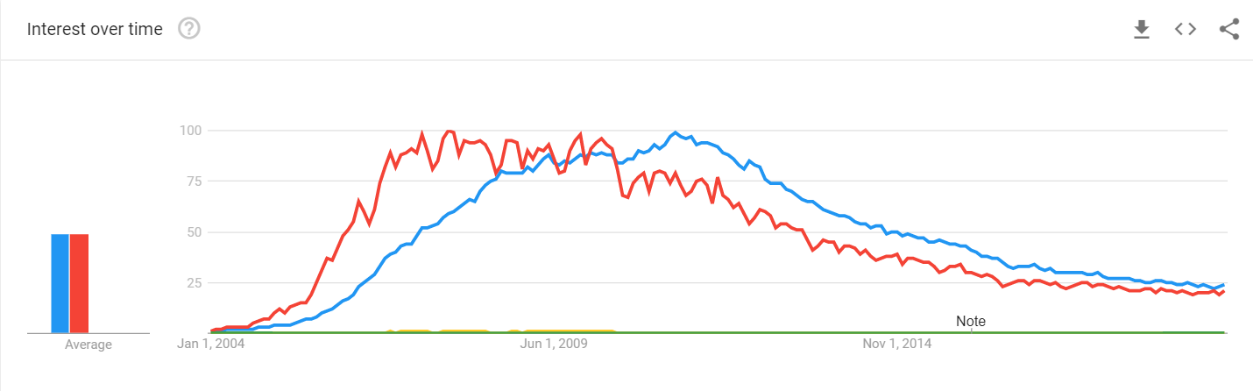 Interest over time
100
75
50
25
Note
Average
Jan 1, 2004
Jun 1, 2009
Nov 1, 2014